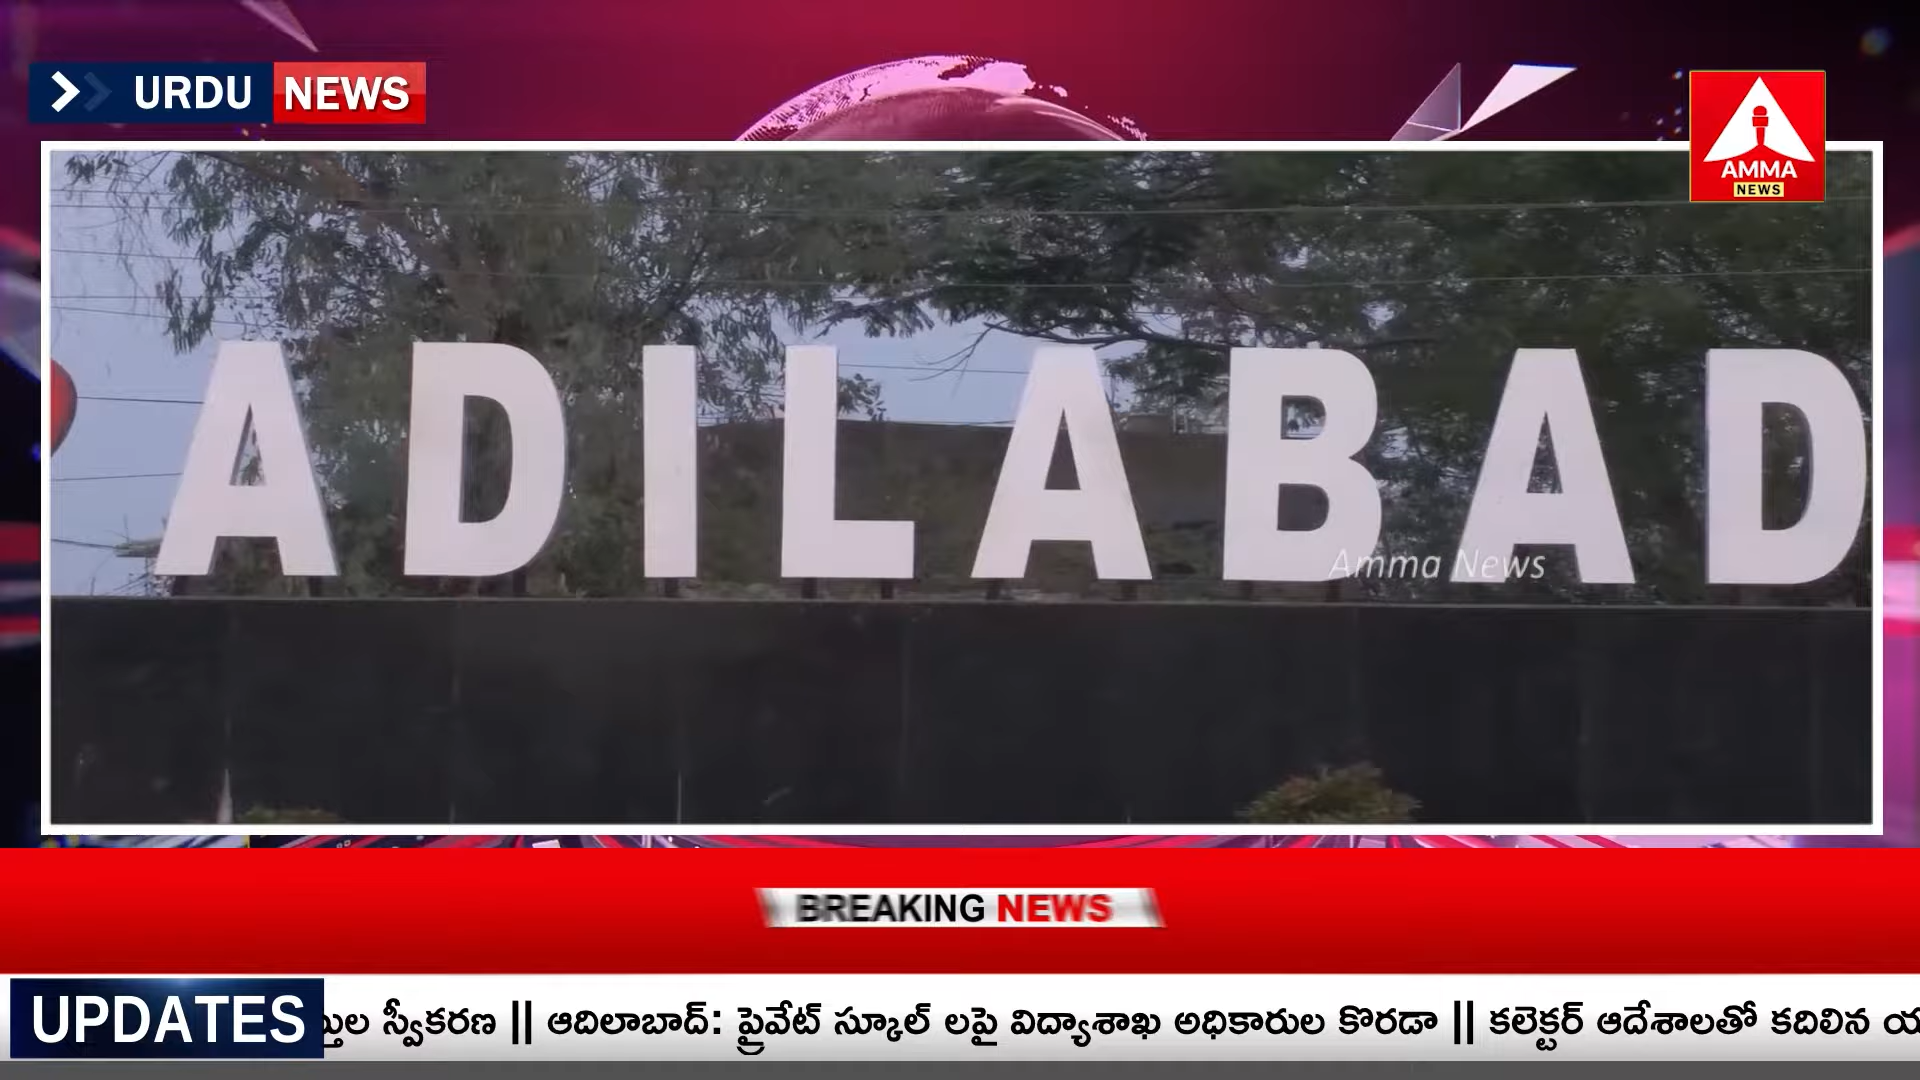 URDU NEWS
AMMA
NEWS
ADILABAD
Amma News
BREAKING NEWS
UPDATES
స్వీకరణ || ఆదిలాబాద్: ప్రైవేట్ స్కూల్ లపై విద్యాశాఖ అధికారుల కొరడా || కలెక్టర్ ఆదేశాలతో కదిలిన